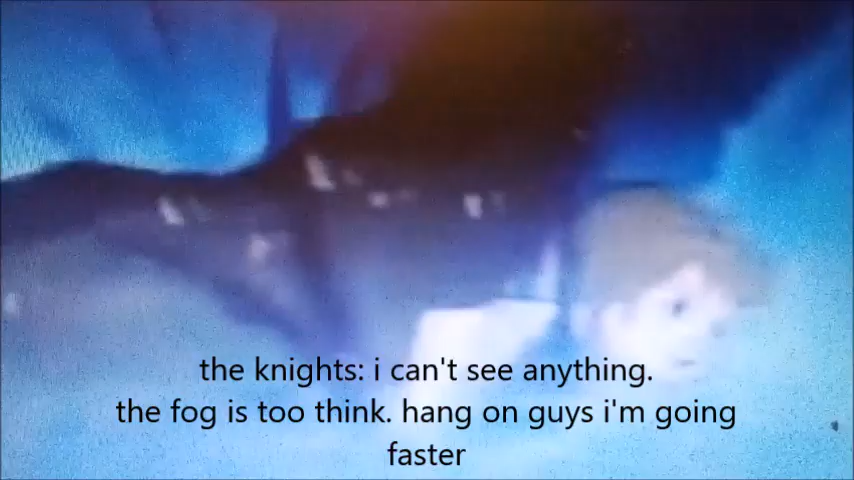 the knights: i can't see anything.
the fog is too think. hang on guys i'm going
faster